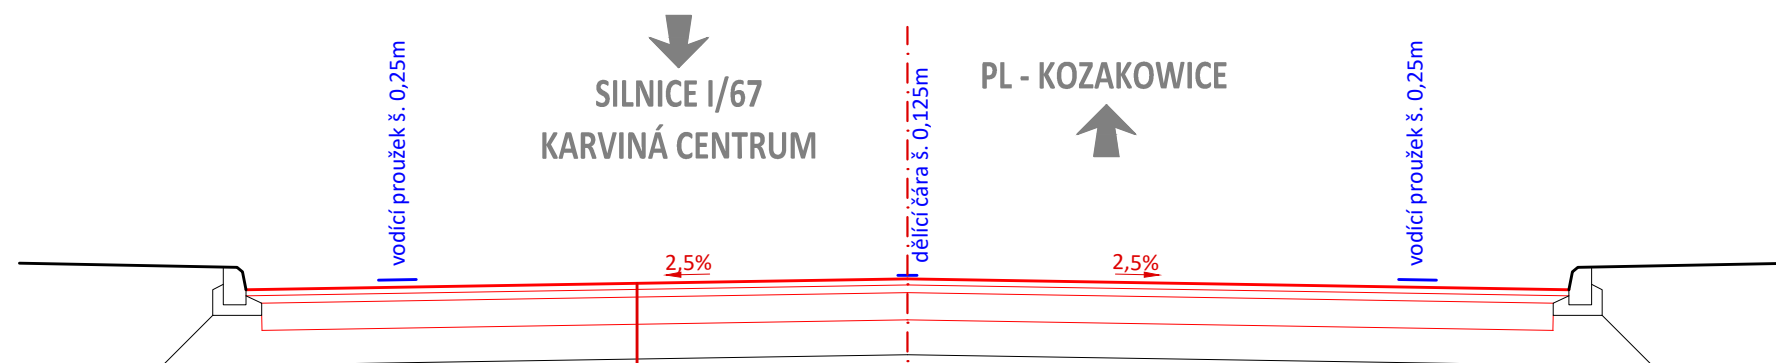 vodící proužek š. 0,25m
SILNICE I/67
KARVINÁ CENTRUM
dělící čára š. 0,125m
PL - KOZAKOWICE
vodící proužek š. 0,25m
2,5%
2,5%